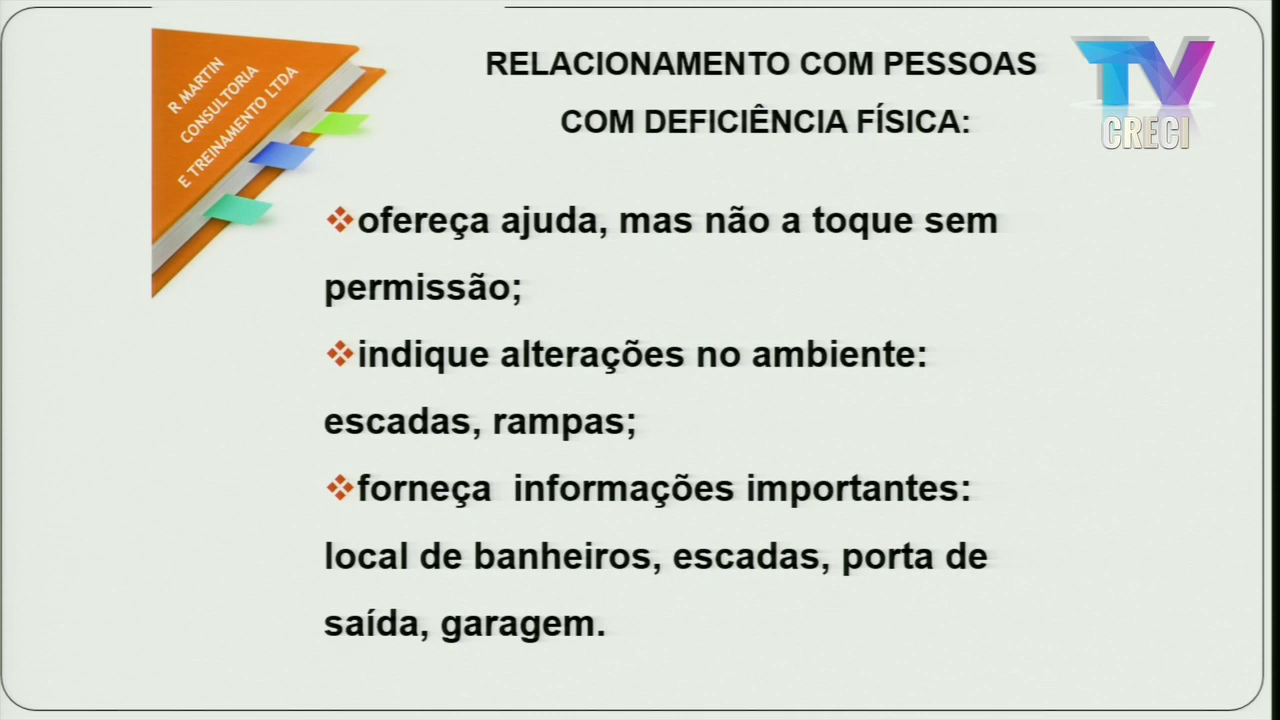 R MARTIN
CONSULTORIA
E TREINAMENTO LTDA
RELACIONAMENTO COM PESSOAS
COM DEFICIÊNCIA FÍSICA:
TV
CRECI
❖ofereça ajuda, mas não a toque sem
permissão;
❖indique alterações no ambiente:
escadas, rampas;
❖forneça informações importantes:
local de banheiros, escadas, porta de
saída, garagem.